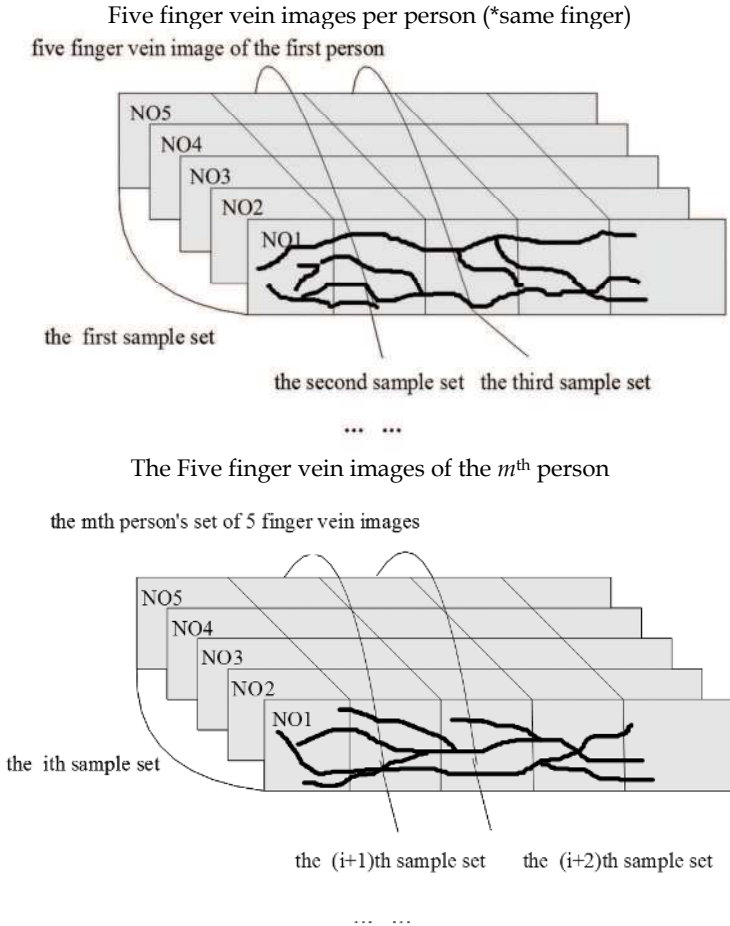 Five finger vein images per person (*same finger)
five finger vein image of the first person
NO5
NO4
NO3
NO2
NO1
the first sample set
the second sample set the third sample set
... ...
The Five finger vein images of the mth person
the mth person's set of 5 finger vein images
NO5
NO4
NO3
NO2
NO1
the ith sample set
the (i+1)th sample set the (i+2)th sample set
... ...